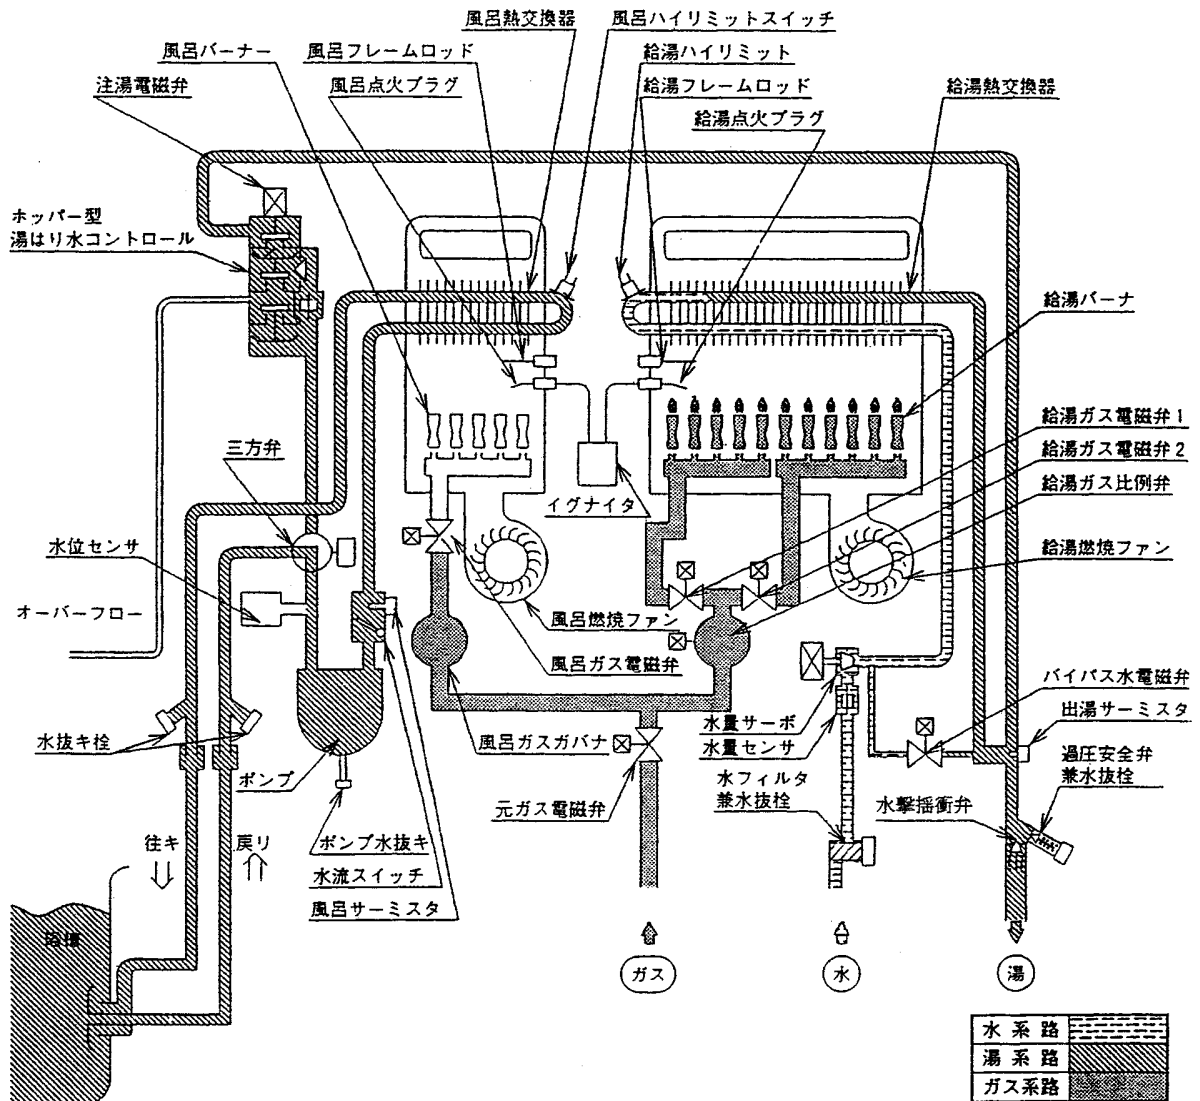 風呂熱交換器
風呂ハイリミットスイッチ
風呂バーナー
風呂フレームロッド
給湯ハイリミット
注湯電磁弁
風呂点火プラグ
給湯フレームロッド
給湯熱交換器
給湯点火プラグ
ホッパー型
湯はり水コントロール
給湯バーナ
給湯ガス電磁弁1
三方弁
給湯ガス電磁弁2
イグナイタ
給湯ガス比例弁
水位センサ
給湯燃焼ファン
オーバーフロー
風呂燃焼ファン
風呂ガス電磁弁
バイパス水電磁弁
水抜キ栓
風呂ガスガバナ
水量サーボ
出湯サーミスタ
水量センサ
ポンプ
水フィルタ
兼水抜栓
過圧安全弁
兼水抜栓
元ガス電磁弁
水撃揺衝弁
往キ
戻リ
ポンプ水抜キ
水流スイッチ
風呂サーミスタ
浴槽
ガス
水
湯
水系路
湯系路
ガス系路